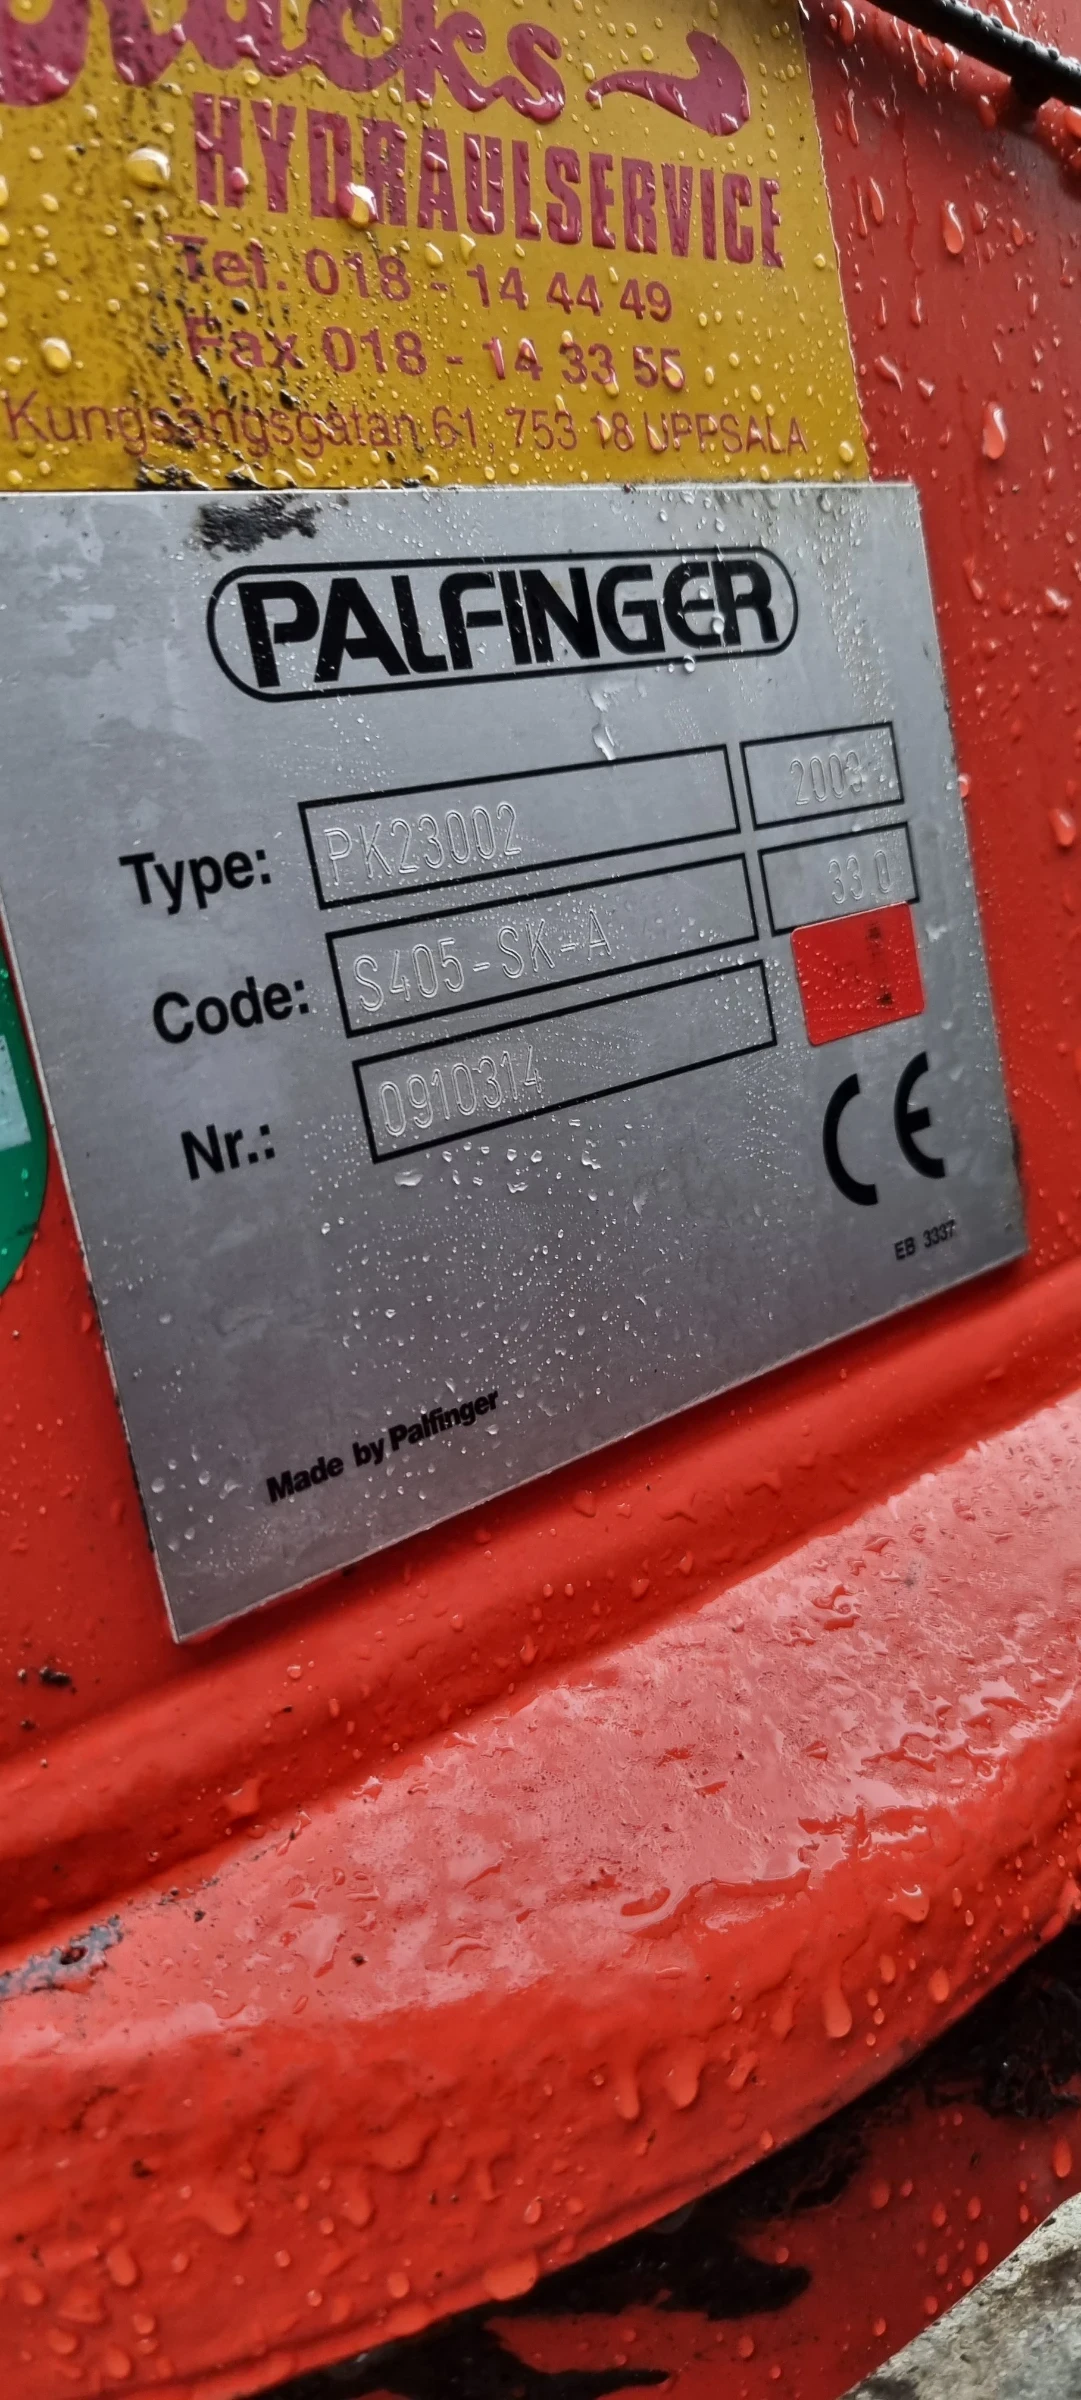 HYDRAULSERVICE
Tel. 018 - 14 44 49
Fax 018 - 14 33 55
Kungsängsgatan 61, 753 18 UPPSALA
PALFINGER
Type: PK23002
Code: S405-SK-A 33 0
Nr.: 0910314
CE
EB 3337
Made by Palfinger